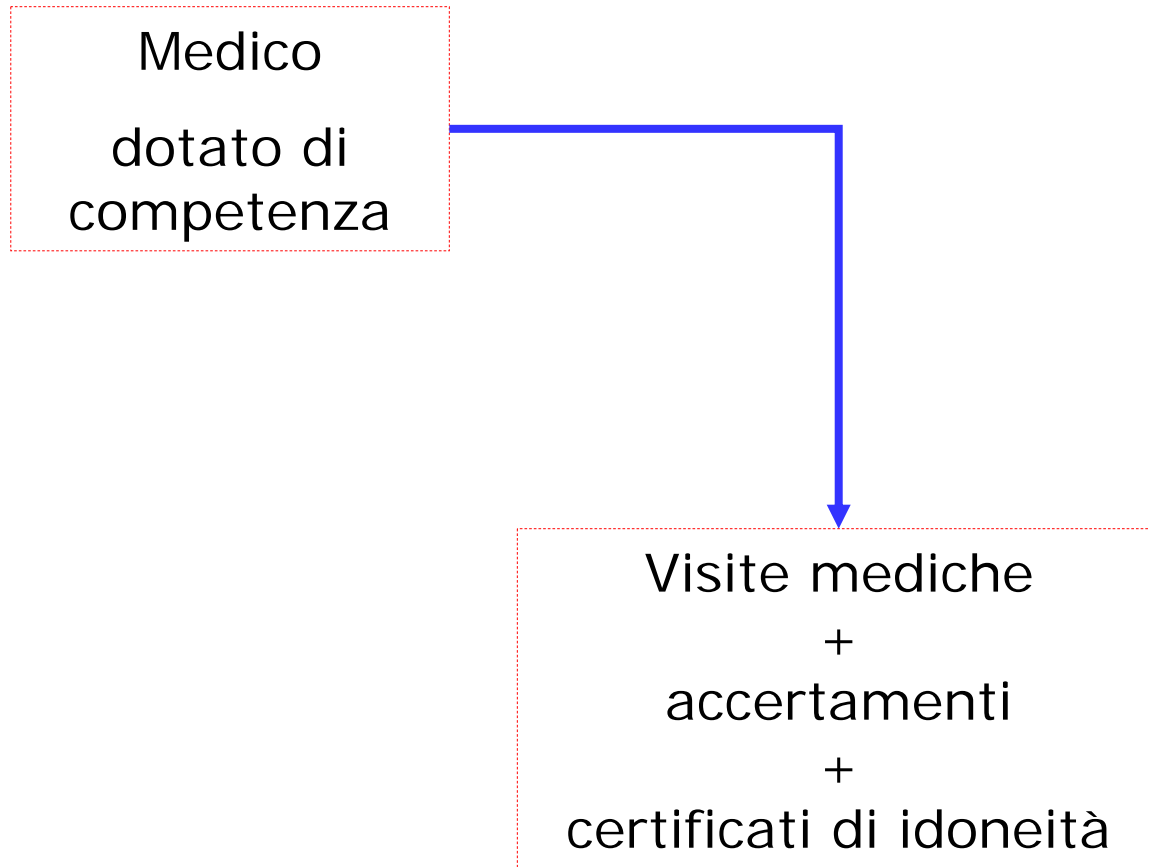 Medico
dotato di
competenza
Visite mediche
+
accertamenti
+
certificati di idoneità